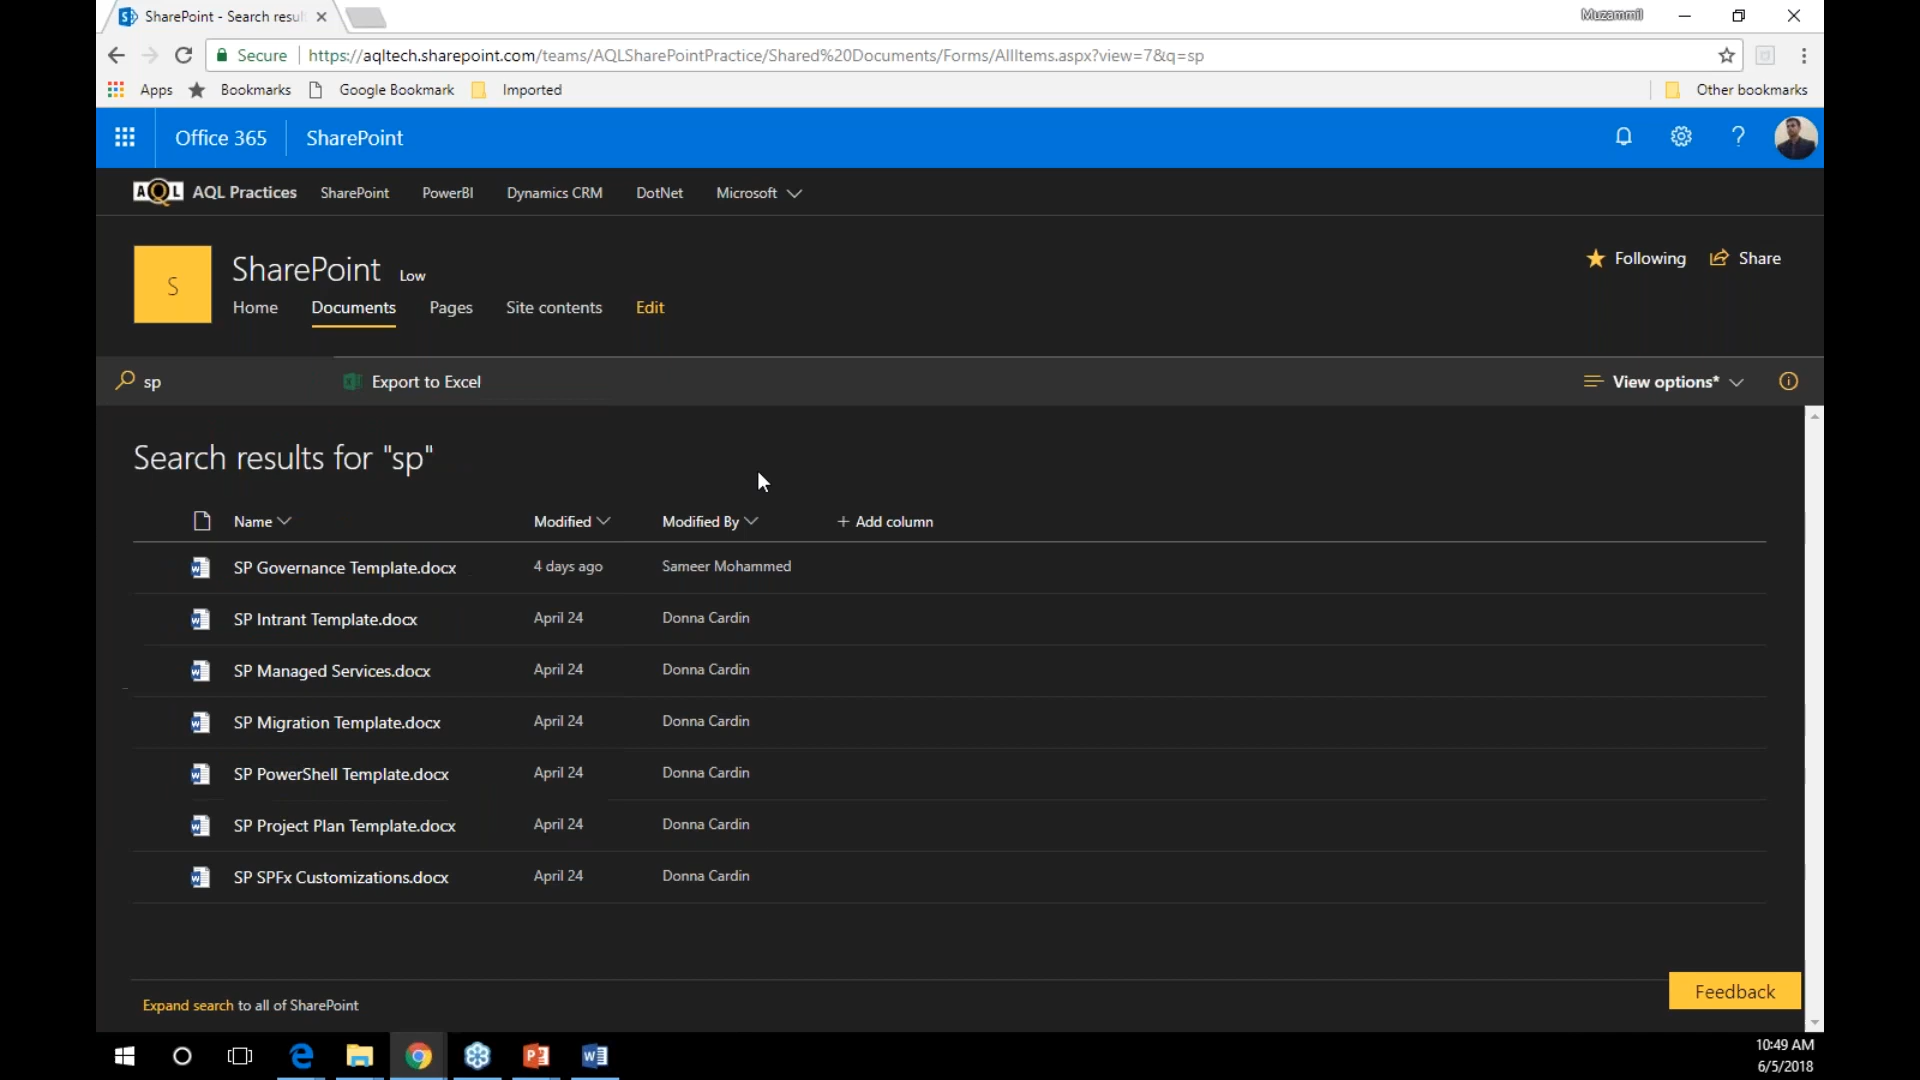 SharePoint - Search resul
Muzammil
Secure https://aqltech.sharepoint.com/teams/AQLSharePointPractice/Shared%20Documents/Forms/AllItems.aspx?view=7&q=sp
Apps Bookmarks Google Bookmark Imported Other bookmarks
Office 365 SharePoint ?
AQL AQL Practices SharePoint PowerBI Dynamics CRM DotNet Microsoft
S SharePoint Low Following Share
Home Documents Pages Site contents Edit
sp Export to Excel View options*
Search results for "sp"
Name Modified Modified By + Add column
SP Governance Template.docx 4 days ago Sameer Mohammed
SP Intrant Template.docx April 24 Donna Cardin
SP Managed Services.docx April 24 Donna Cardin
SP Migration Template.docx April 24 Donna Cardin
SP PowerShell Template.docx April 24 Donna Cardin
SP Project Plan Template.docx April 24 Donna Cardin
SP SPFx Customizations.docx April 24 Donna Cardin
Feedback
Expand search to all of SharePoint
10:49 AM
6/5/2018